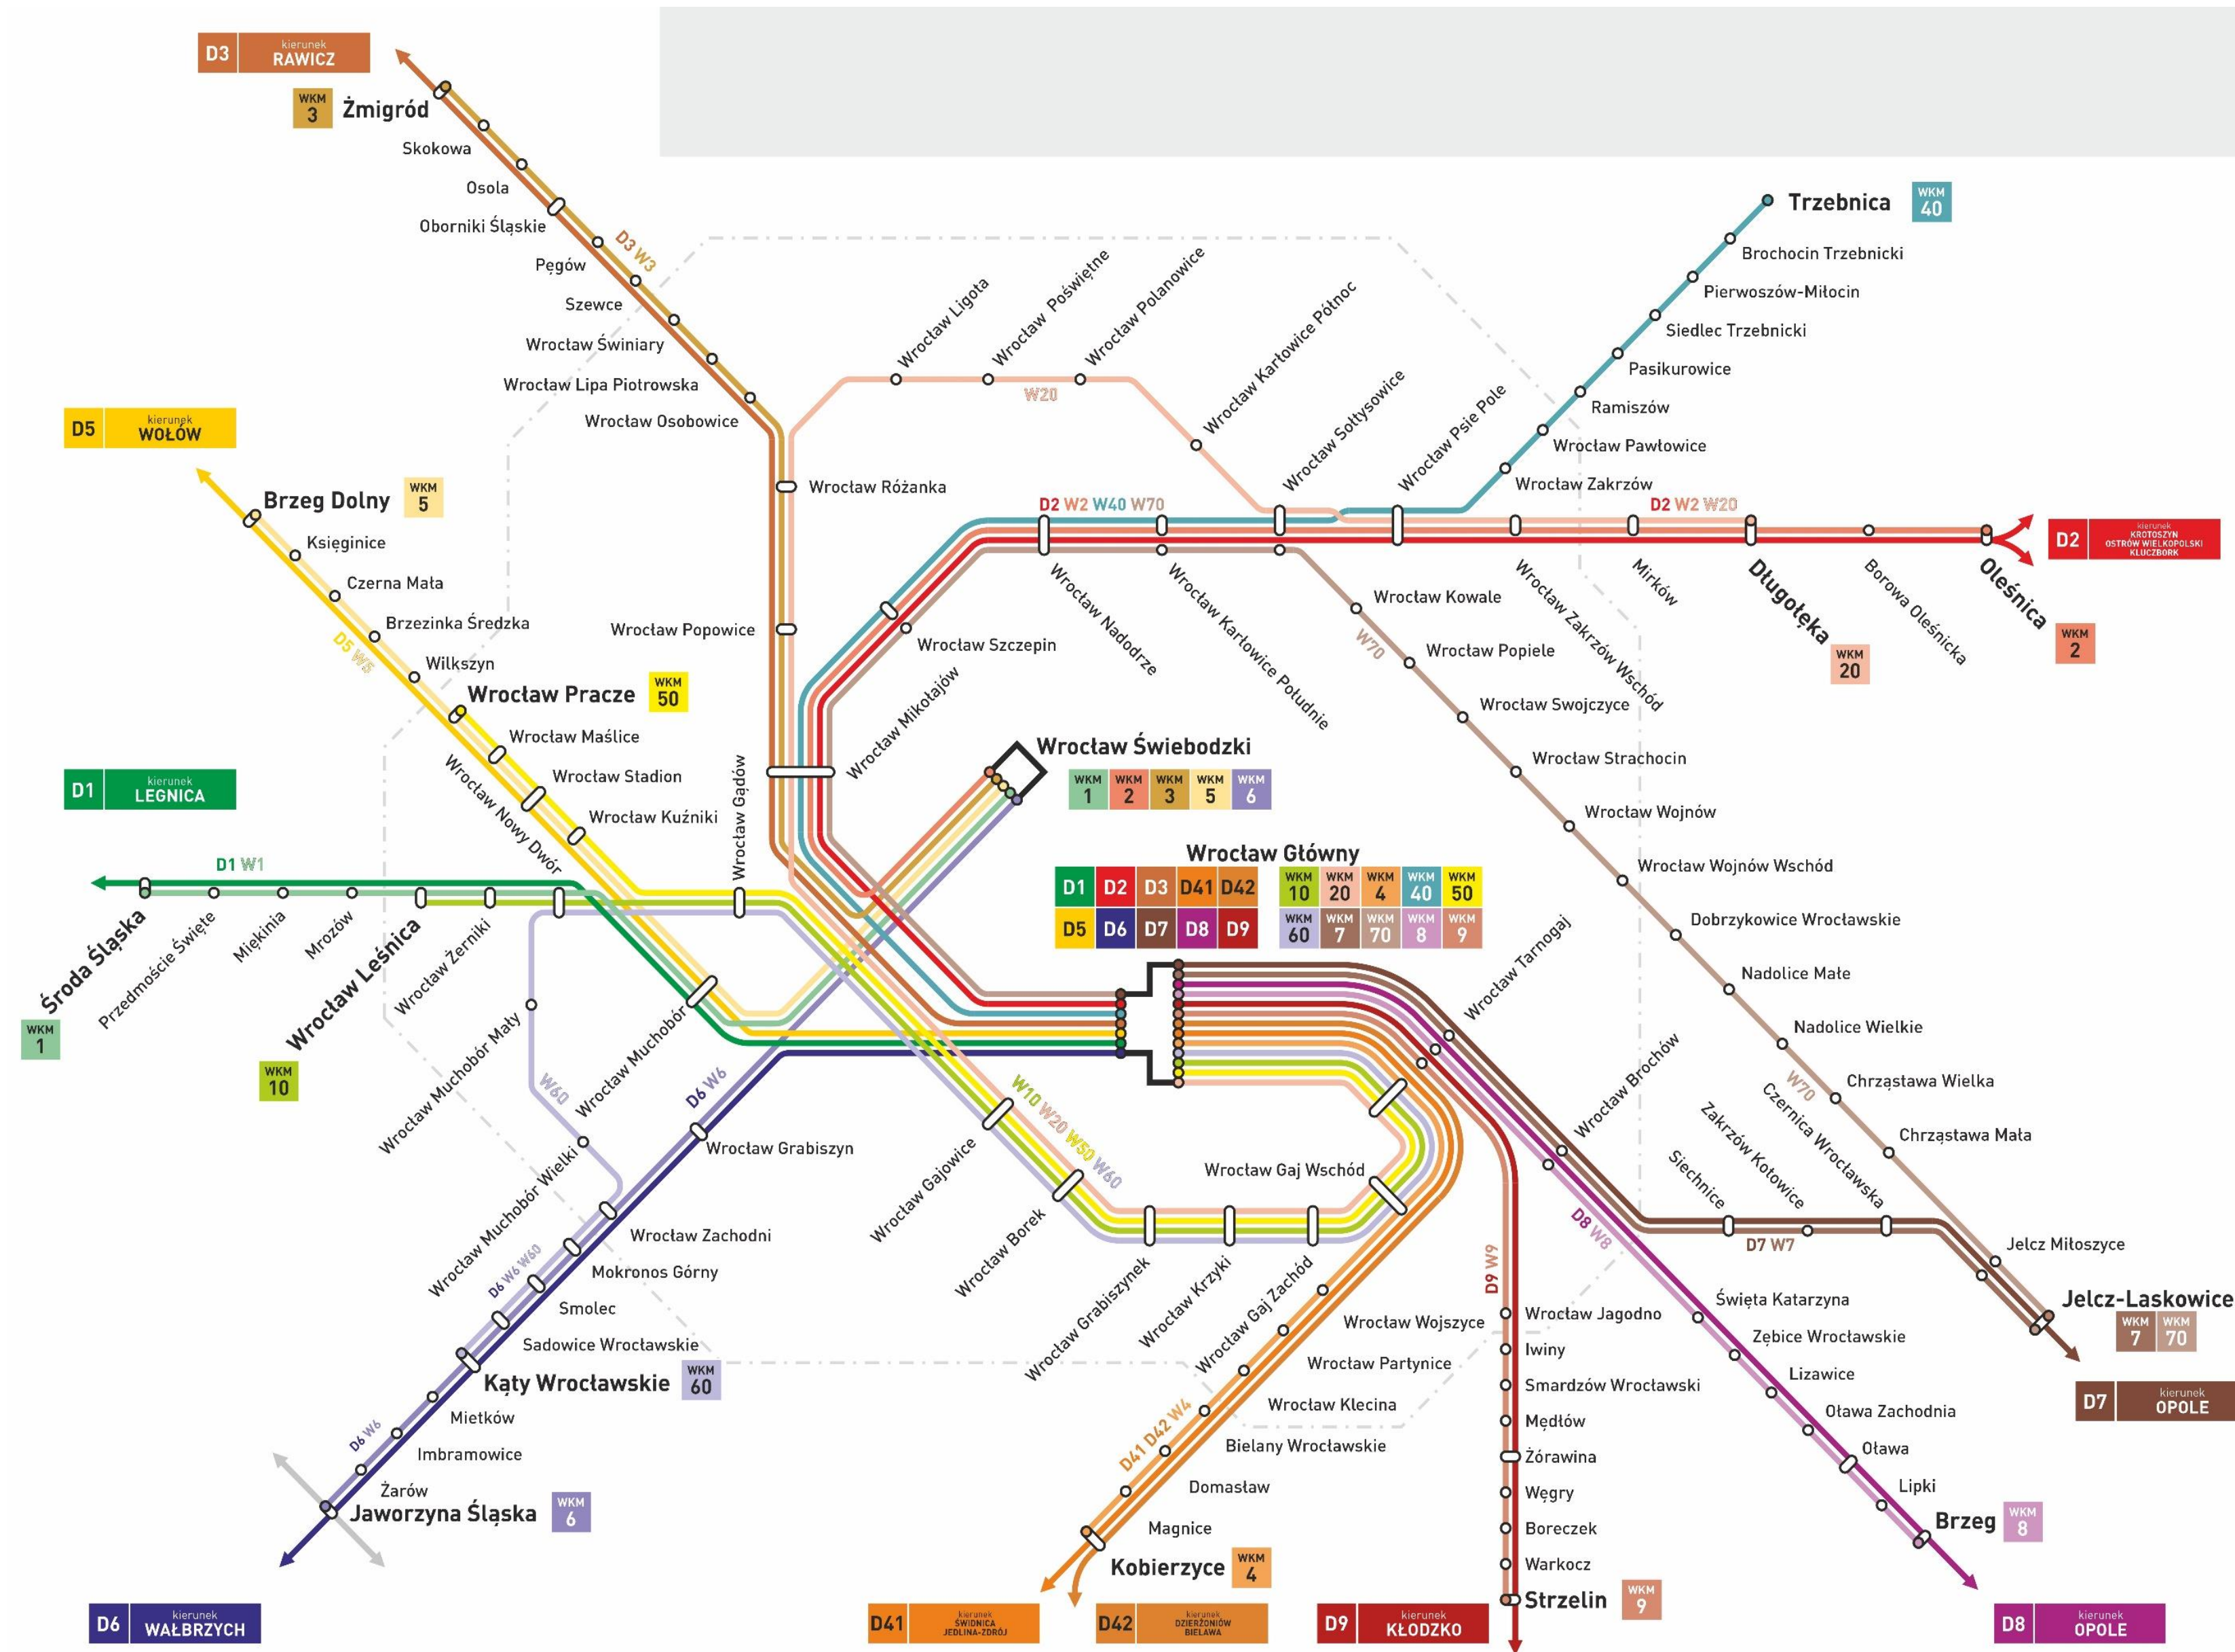 D3
kierunek
RAWICZ
WKM
3
Żmigród
Skokowa
Osola
Oborniki Śląskie
Pęgów
D3 W3
Szewce
Wrocław Świniary
Wrocław Lipa Piotrowska
Wrocław Osobowice
Wrocław Różanka
Wrocław Popowice
Wrocław Ligota
Wrocław Poświętne
Wrocław Polanowice
W20
Wrocław Karłowice Północ
Wrocław Sołtysowice
Wrocław Psie Pole
Trzebnica
WKM
40
Brochocin Trzebnicki
Pierwoszów-Miłocin
Siedlec Trzebnicki
Pasikurowice
Ramiszów
Wrocław Pawłowice
Wrocław Zakrzów
D2 W2 W40 W70
D2 W2 W20
D2
kierunek
KROTOSZYN
OSTRÓW WIELKOPOLSKI
KLUCZBORK
Wrocław Szczepin
Wrocław Mikołajów
Wrocław Nadodrze
Wrocław Karłowice Południe
Wrocław Zakrzów Wschód
Mirków
Długołęka
WKM
20
Borowa Oleśnicka
Oleśnica
WKM
2
D5
kierunek
WOŁÓW
Brzeg Dolny
WKM
5
Księginice
Czerna Mała
Brzezinka Średzka
D5 W5
Wilkszyn
Wrocław Pracze
WKM
50
Wrocław Maślice
Wrocław Stadion
Wrocław Kuźniki
Wrocław Nowy Dwór
Wrocław Gądów
D1
kierunek
LEGNICA
D1 W1
Środa Śląska
WKM
1
Przedmoście Święte
Miękinia
Mrozów
Wrocław Leśnica
WKM
10
Wrocław Żerniki
Wrocław Muchobór Mały
Wrocław Muchobór
W60
Wrocław Muchobór Wielki
Wrocław Świebodzki
WKM
1
WKM
2
WKM
3
WKM
5
WKM
6
Wrocław Główny
D1 D2 D3 D41 D42
D5 D6 D7 D8 D9
WKM
10
WKM
20
WKM
4
WKM
40
WKM
50
WKM
60
WKM
7
WKM
70
WKM
8
WKM
9
Wrocław Kowale
W70
Wrocław Popiele
Wrocław Swojczyce
Wrocław Strachocin
Wrocław Wojnów
Wrocław Wojnów Wschód
Dobrzykowice Wrocławskie
Nadolice Małe
Nadolice Wielkie
W70
Chrząstawa Wielka
Chrząstawa Mała
Jelcz Miłoszyce
Jelcz-Laskowice
WKM
7
WKM
70
D7
kierunek
OPOLE
Wrocław Tarnogaj
Wrocław Brochów
Siechnice
Zakrzów Kotowice
Czernica Wrocławska
D7 W7
D8 W8
Święta Katarzyna
Zębice Wrocławskie
Lizawice
Oława Zachodnia
Oława
Lipki
Brzeg
WKM
8
D8
kierunek
OPOLE
D6 W6
Wrocław Grabiszyn
Wrocław Zachodni
Mokronos Górny
Smolec
Sadowice Wrocławskie
D6 W6 W60
Kąty Wrocławskie
WKM
60
Mietków
D6 W6
Imbramowice
Żarów
Jaworzyna Śląska
WKM
6
D6
kierunek
WAŁBRZYCH
W10 W20 W50 W60
Wrocław Gajowice
Wrocław Borek
Wrocław Grabiszynek
Wrocław Krzyki
Wrocław Gaj Zachód
Wrocław Gaj Wschód
Wrocław Wojszyce
Wrocław Partynice
Wrocław Klecina
Bielany Wrocławskie
D41 D42 W4
Domasław
Magnice
Kobierzyce
WKM
4
D41
kierunek
ŚWIDNICA
JEDLINA-ZDRÓJ
D42
kierunek
DZIERŻONIÓW
BIELAWA
D9 W9
Wrocław Jagodno
Iwiny
Smardzów Wrocławski
Mędłów
Żórawina
Węgry
Boreczek
Warkocz
Strzelin
WKM
9
D9
kierunek
KŁODZKO